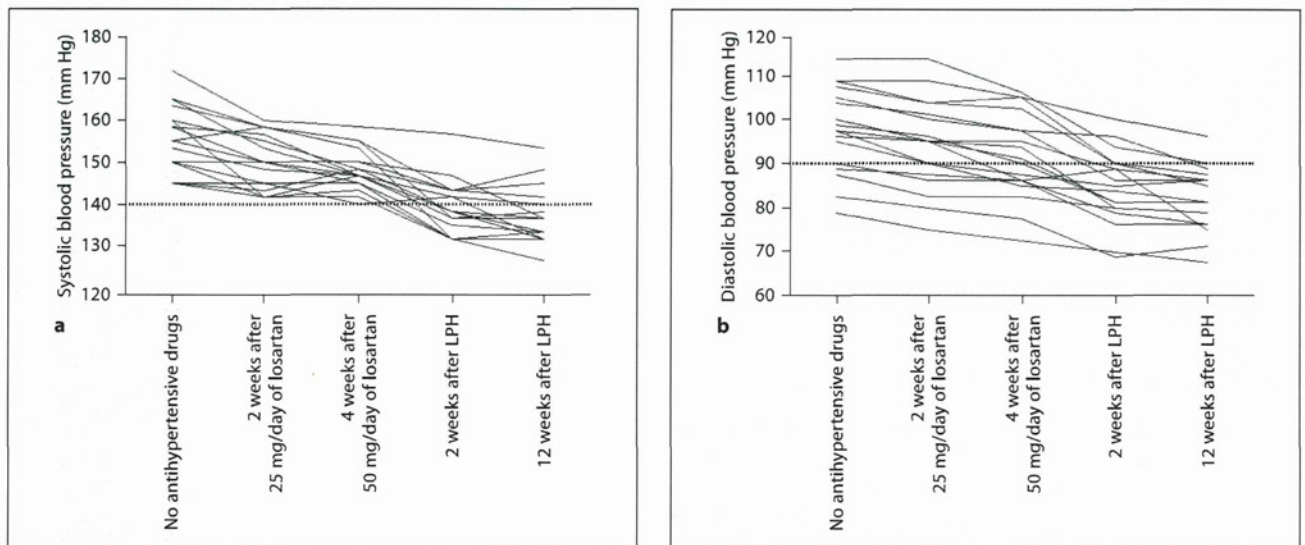 180
170
160
150
140
130
120
Systolic blood pressure (mm Hg)
a
No antihypertensive drugs
2 weeks after
25 mg/day of losartan
4 weeks after
50 mg/day of losartan
2 weeks after LPH
12 weeks after LPH
120
110
100
90
80
70
60
Diastolic blood pressure (mm Hg)
b
No antihypertensive drugs
2 weeks after
25 mg/day of losartan
4 weeks after
50 mg/day of losartan
2 weeks after LPH
12 weeks after LPH